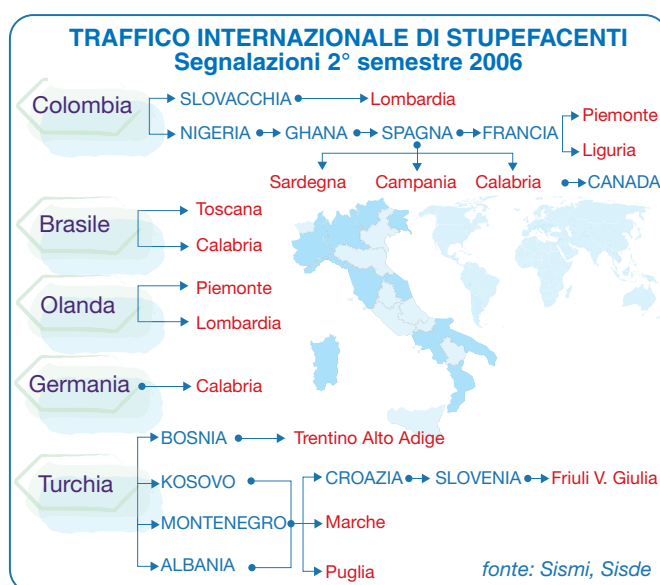 TRAFFICO INTERNAZIONALE DI STUPEFACENTI
Segnalazioni 2° semestre 2006
Colombia
SLOVACCHIA
Lombardia
NIGERIA
GHANA
SPAGNA
FRANCIA
Piemonte
Liguria
Sardegna
Campania
Calabria
CANADA
Brasile
Toscana
Calabria
Olanda
Piemonte
Lombardia
Germania
Calabria
Turchia
BOSNIA
Trentino Alto Adige
KOSOVO
CROAZIA
SLOVENIA
Friuli V. Giulia
MONTENEGRO
Marche
ALBANIA
Puglia
fonte: Sismi, Sisde